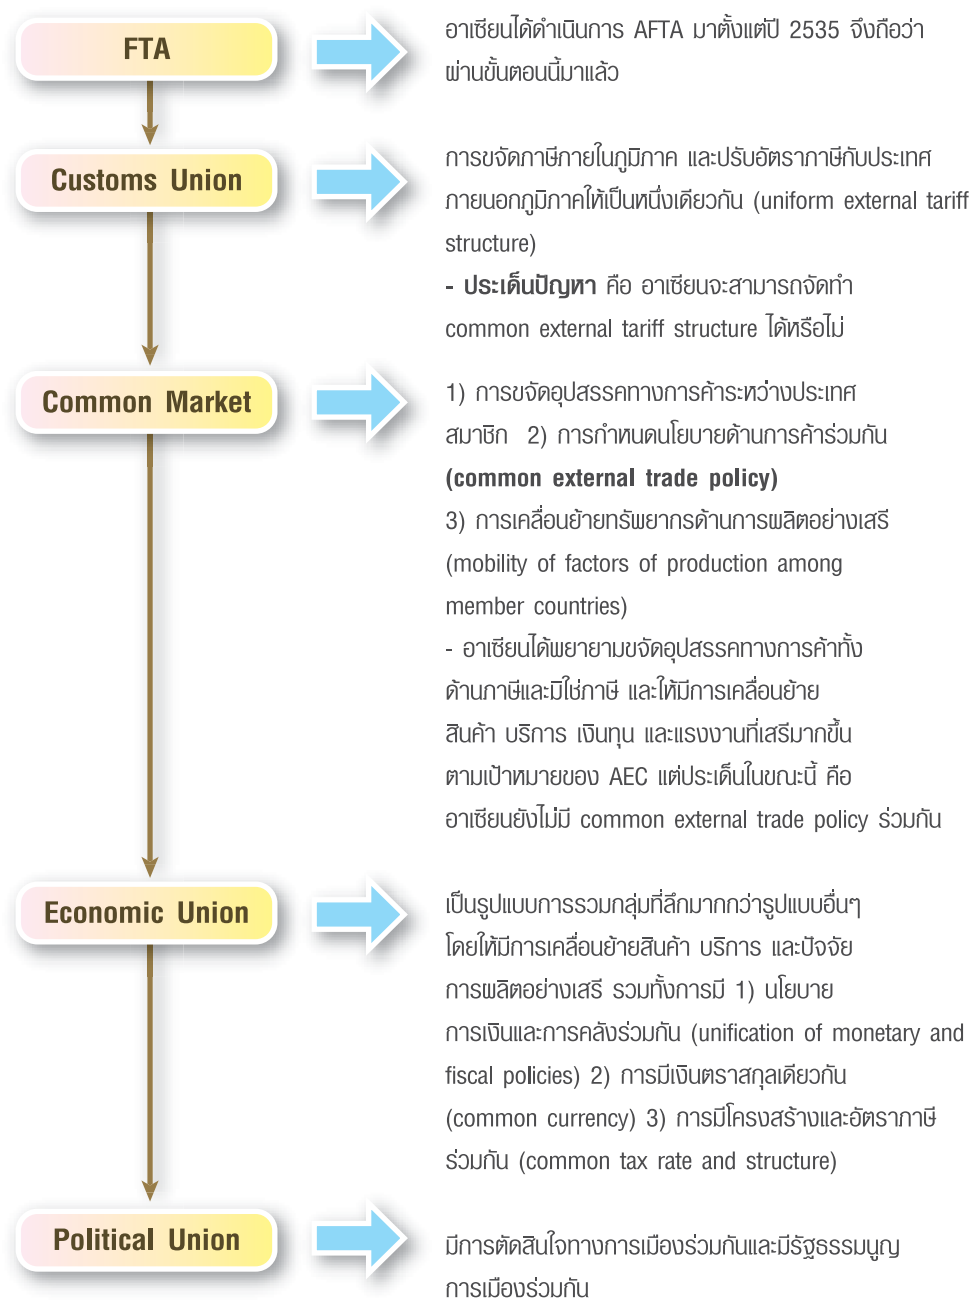 FTA
อาเซียนได้ดำเนินการ AFTA มาตั้งแต่ปี 2535 จึงถือว่า
ผ่านขั้นตอนนี้มาแล้ว
Customs Union
การขจัดภาษีภายในภูมิภาค และปรับอัตราภาษีกับประเทศ
ภายนอกภูมิภาคให้เป็นหนึ่งเดียวกัน (uniform external tariff
structure)
- ประเด็นปัญหา คือ อาเซียนจะสามารถจัดทำ
common external tariff structure ได้หรือไม่
Common Market
1) การขจัดอุปสรรคทางการค้าระหว่างประเทศ
สมาชิก 2) การกำหนดนโยบายด้านการค้าร่วมกัน
(common external trade policy)
3) การเคลื่อนย้ายทรัพยากรด้านการผลิตอย่างเสรี
(mobility of factors of production among
member countries)
- อาเซียนได้พยายามขจัดอุปสรรคทางการค้าทั้ง
ด้านภาษีและมิใช่ภาษี และให้มีการเคลื่อนย้าย
สินค้า บริการ เงินทุน และแรงงานที่เสรีมากขึ้น
ตามเป้าหมายของ AEC แต่ประเด็นในขณะนี้ คือ
อาเซียนยังไม่มี common external trade policy ร่วมกัน
Economic Union
เป็นรูปแบบการรวมกลุ่มที่ลึกมากกว่ารูปแบบอื่นๆ
โดยให้มีการเคลื่อนย้ายสินค้า บริการ และปัจจัย
การผลิตอย่างเสรี รวมทั้งการมี 1) นโยบาย
การเงินและการคลังร่วมกัน (unification of monetary and
fiscal policies) 2) การมีเงินตราสกุลเดียวกัน
(common currency) 3) การมีโครงสร้างและอัตราภาษี
ร่วมกัน (common tax rate and structure)
Political Union
มีการตัดสินใจทางการเมืองร่วมกันและมีรัฐธรรมนูญ
การเมืองร่วมกัน